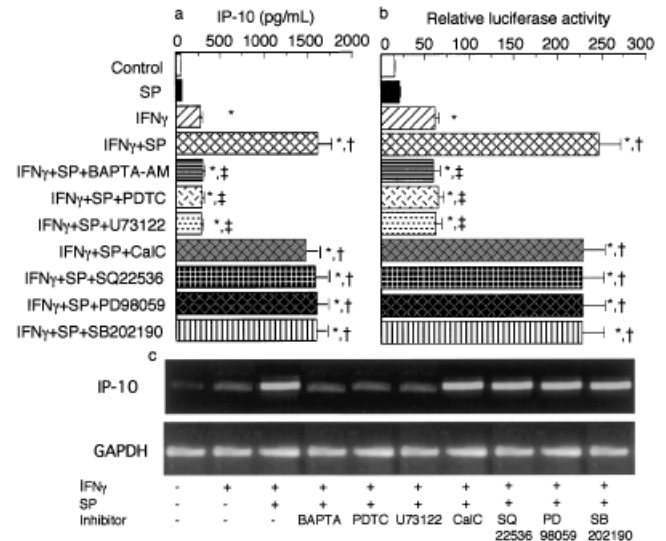 a
IP-10 (pg/mL)
0 500 1000 1500 2000
b
Relative luciferase activity
0 50 100 150 200 250 300
Control
SP
IFNγ *
*
IFNγ+SP *,†
*,†
IFNγ+SP+BAPTA-AM *,‡
*,‡
IFNγ+SP+PDTC *,‡
*,‡
IFNγ+SP+U73122 *,‡
*,‡
IFNγ+SP+CalC *,†
*,†
IFNγ+SP+SQ22536 *,†
*,†
IFNγ+SP+PD98059 *,†
*,†
IFNγ+SP+SB202190 *,†
*,†
c
IP-10
GAPDH
IFNγ - + + + + + + + + +
SP - - + + + + + + + +
Inhibitor - - - BAPTA PDTC U73122 CalC SQ PD SB
22536 98059 202190